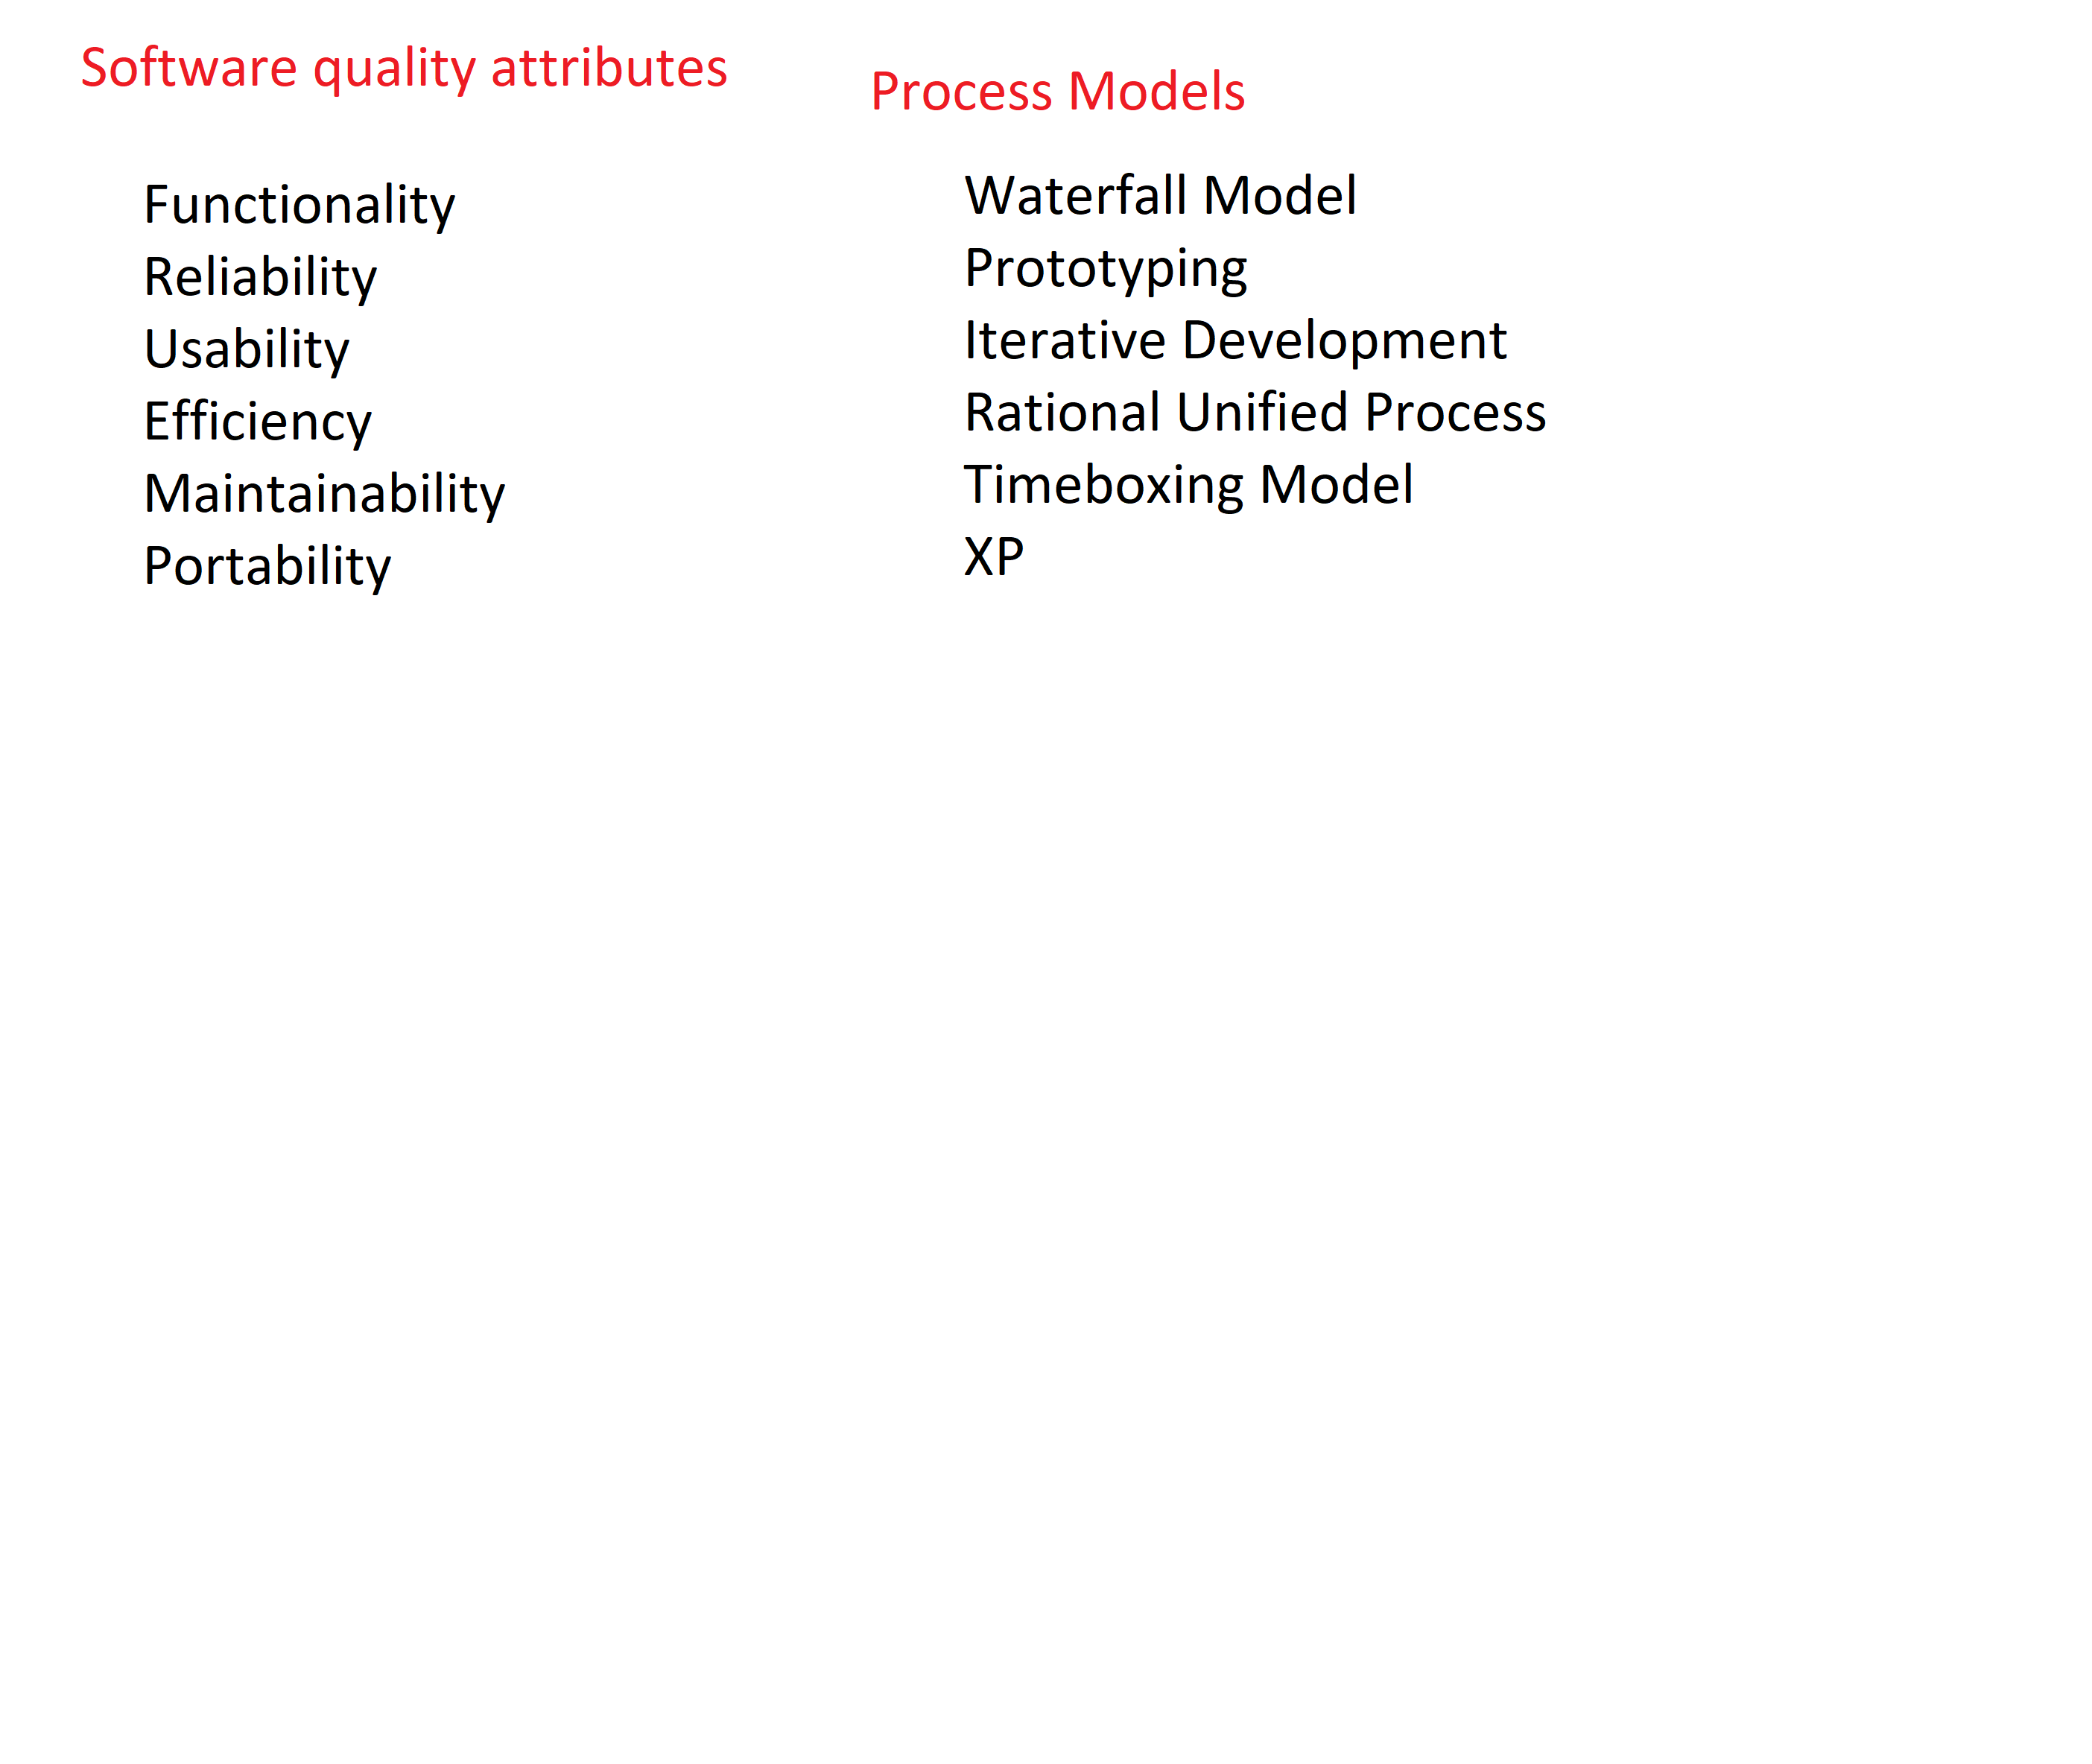 Software quality attributes
Functionality
Reliability
Usability
Efficiency
Maintainability
Portability
Process Models
Waterfall Model
Prototyping
Iterative Development
Rational Unified Process
Timeboxing Model
XP